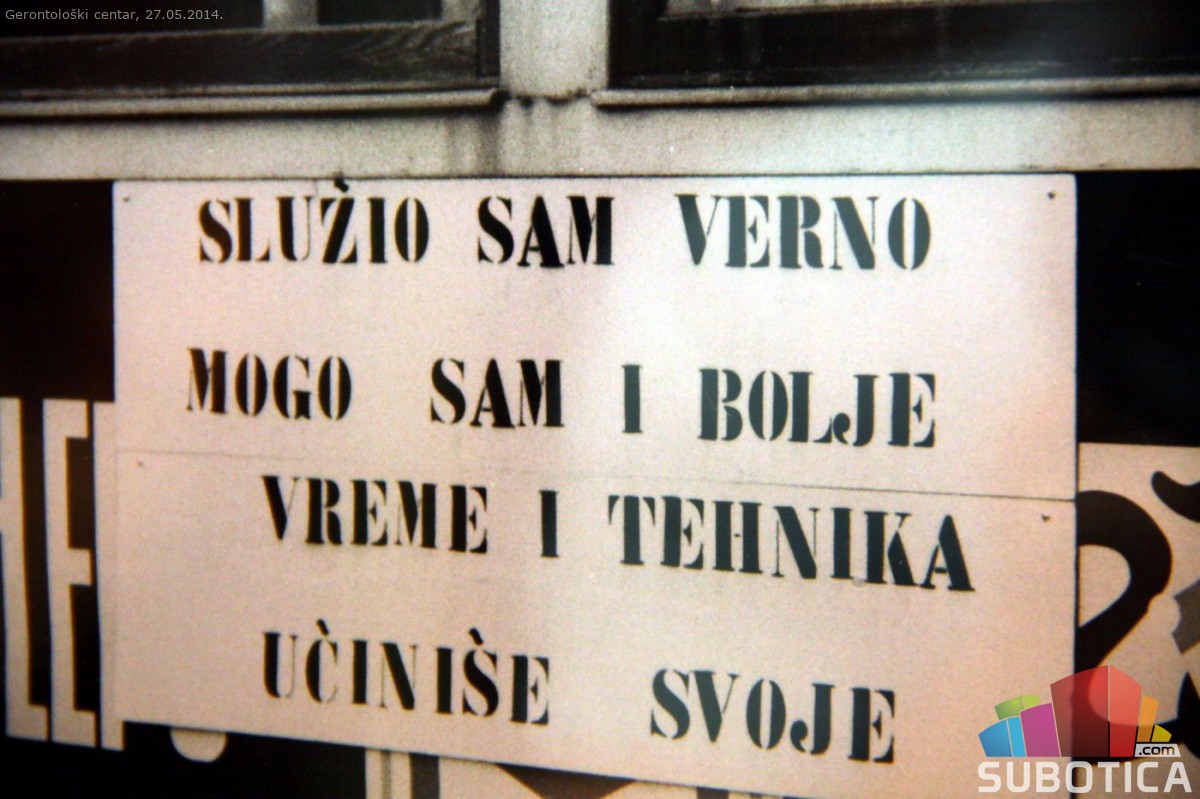 Gerontološki centar, 27.05.2014.
SLUŽIO SAM VERNO
MOGO SAM I BOLJE
VREME I TEHNIKA
UČINIŠE SVOJE
.com
SUBOTICA